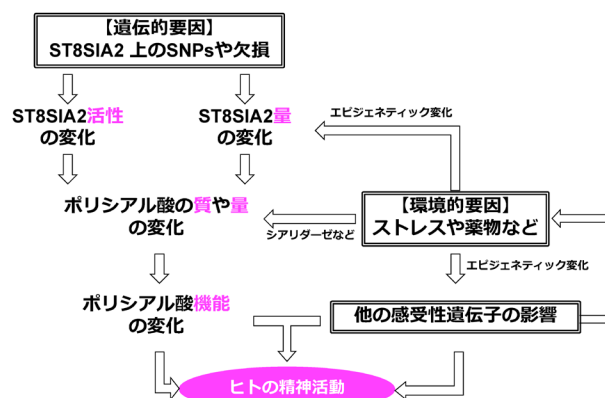 【遺伝的要因】
ST8SIA2 上のSNPsや欠損
ST8SIA2活性
の変化
ST8SIA2量
の変化
エピジェネティック変化
ポリシアル酸の質や量
の変化
シアリダーゼなど
【環境的要因】
ストレスや薬物など
エピジェネティック変化
ポリシアル酸機能
の変化
他の感受性遺伝子の影響
ヒトの精神活動